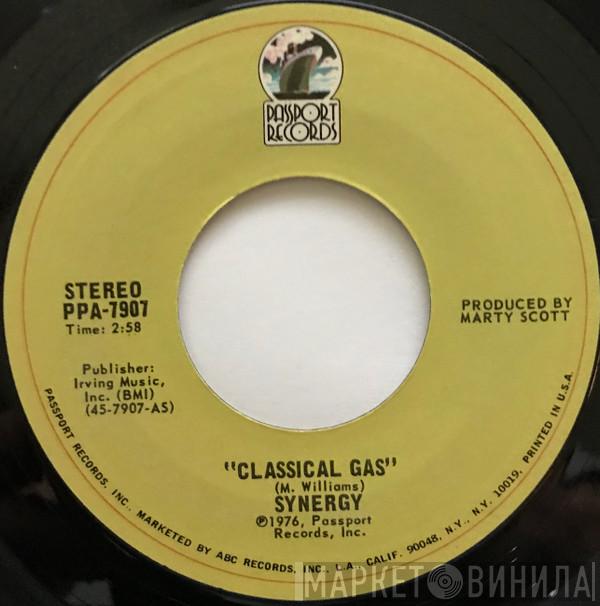 PASSPORT
RECORDS
STEREO
PPA-7907
Time: 2:58
Publisher:
Irving Music,
Inc. (BMI)
(45-7907-AS)
PRODUCED BY
MARTY SCOTT
"CLASSICAL GAS"
(M. Williams)
SYNERGY
℗1976, Passport
Records, Inc.
PASSPORT RECORDS, INC., MARKETED BY ABC RECORDS, INC., L.A., CALIF. 90048, N.Y., N.Y. 10019. PRINTED IN U.S.A.
МАРКЕТ ВИНИЛА